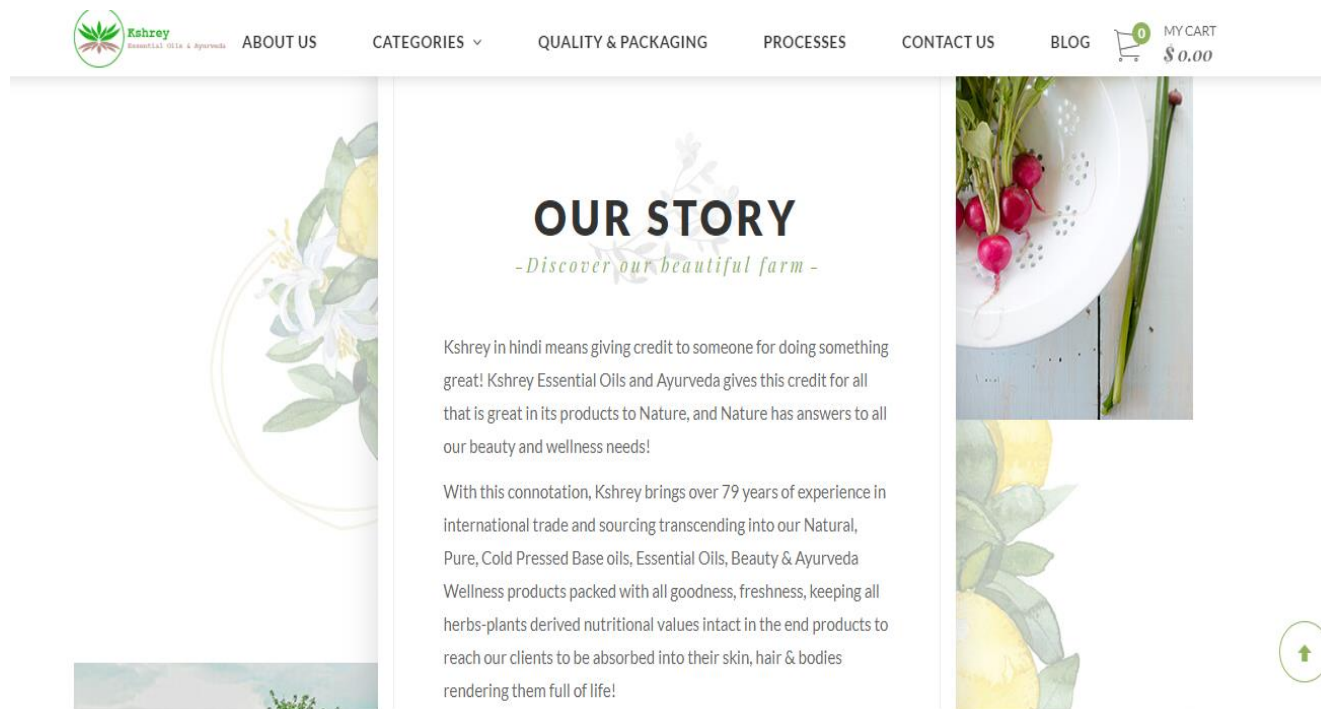 Kshrey
Essential Oils & Ayurveda
ABOUT US
CATEGORIES
QUALITY & PACKAGING
PROCESSES
CONTACT US
BLOG
0
MY CART
$ 0.00
OUR STORY
- Discover our beautiful farm -
Kshrey in hindi means giving credit to someone for doing something
great! Kshrey Essential Oils and Ayurveda gives this credit for all
that is great in its products to Nature, and Nature has answers to all
our beauty and wellness needs!
With this connotation, Kshrey brings over 79 years of experience in
international trade and sourcing transcending into our Natural,
Pure, Cold Pressed Base oils, Essential Oils, Beauty & Ayurveda
Wellness products packed with all goodness, freshness, keeping all
herbs-plants derived nutritional values intact in the end products to
reach our clients to be absorbed into their skin, hair & bodies
rendering them full of life!